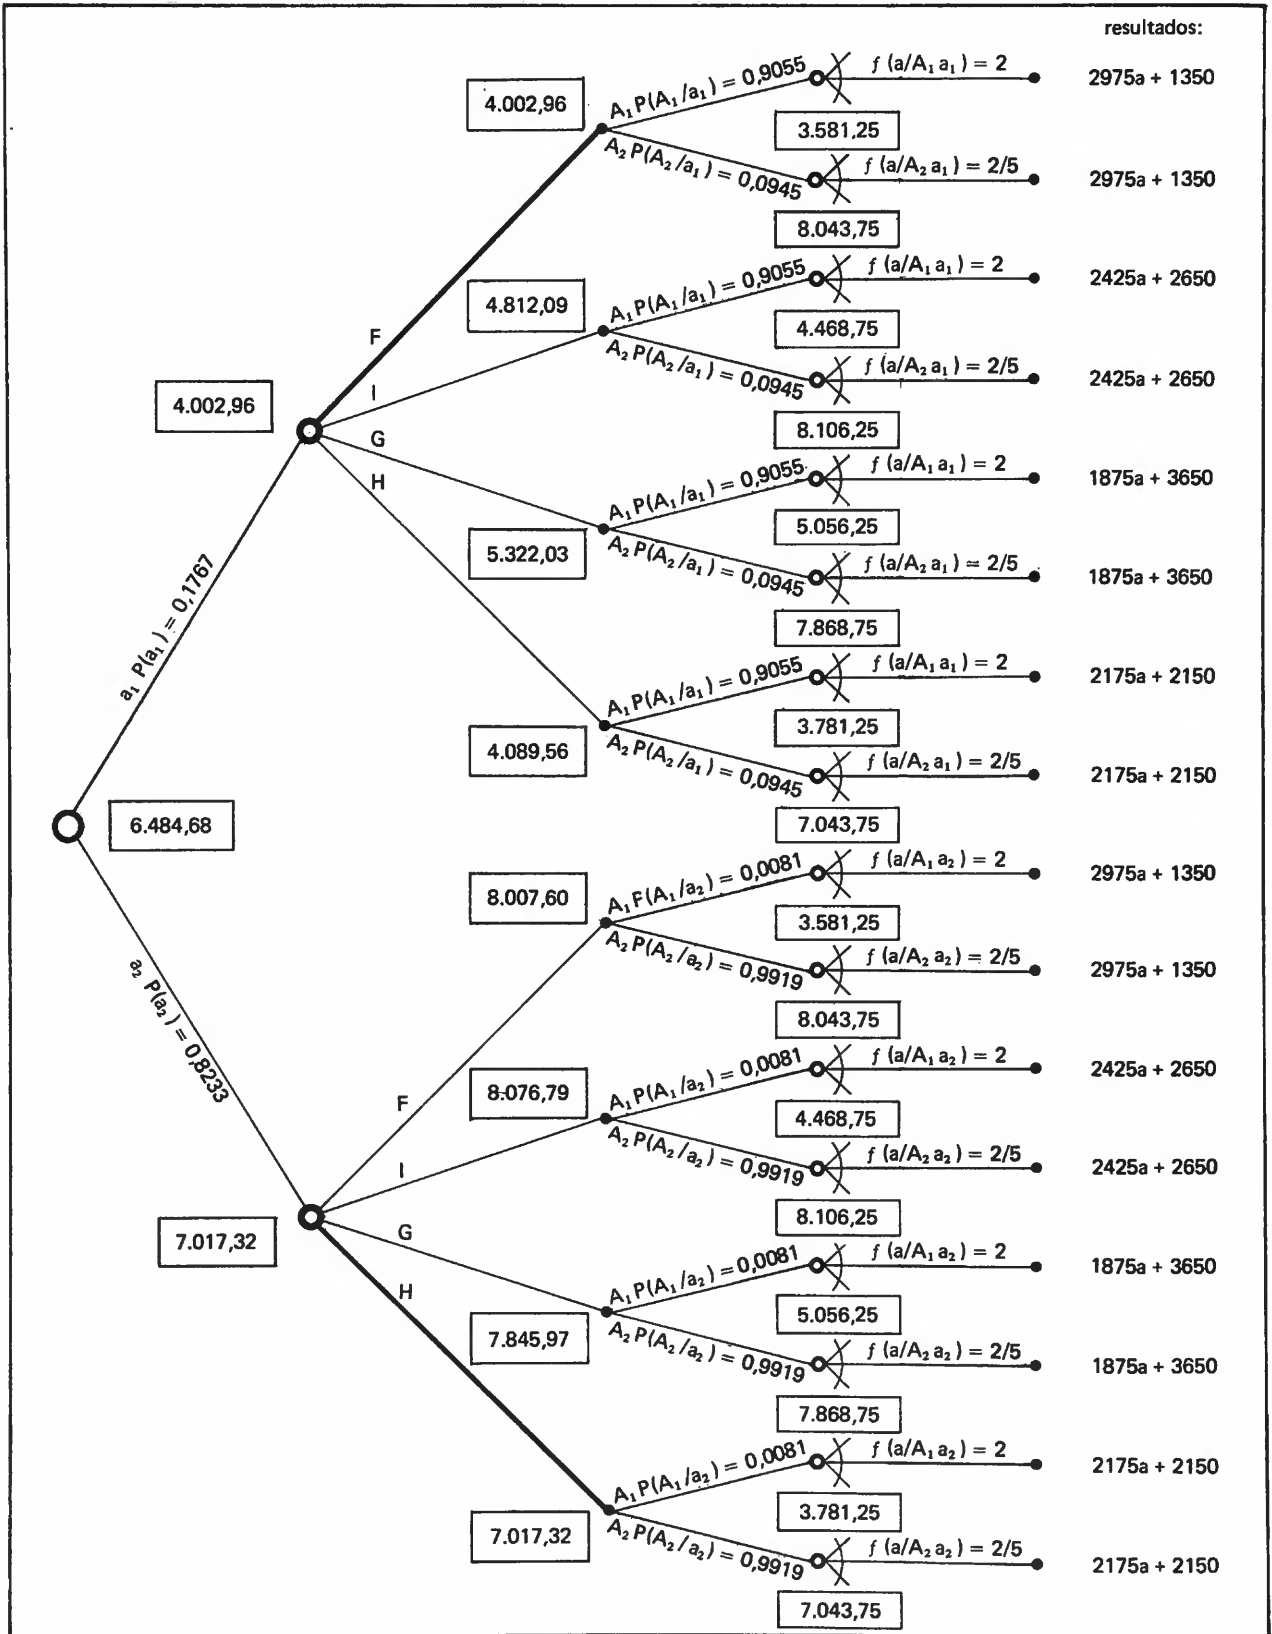 resultados:
A₁ P(A₁/a₁) = 0,9055
ƒ (a/A₁ a₁) = 2
2975a + 1350
4.002,96
3.581,25
A₂ P(A₂/a₁) = 0,0945
ƒ (a/A₂ a₁) = 2/5
2975a + 1350
8.043,75
A₁ P(A₁/a₁) = 0,9055
ƒ (a/A₁ a₁) = 2
2425a + 2650
4.812,09
4.468,75
F
A₂ P(A₂/a₁) = 0,0945
ƒ (a/A₂ a₁) = 2/5
2425a + 2650
I
4.002,96
8.106,25
G
A₁ P(A₁/a₁) = 0,9055
ƒ (a/A₁ a₁) = 2
1875a + 3650
H
5.056,25
5.322,03
A₂ P(A₂/a₁) = 0,0945
ƒ (a/A₂ a₁) = 2/5
1875a + 3650
7.868,75
a₁ P(a₁) = 0,1767
A₁ P(A₁/a₁) = 0,9055
ƒ (a/A₁ a₁) = 2
2175a + 2150
3.781,25
4.089,56
A₂ P(A₂/a₁) = 0,0945
ƒ (a/A₂ a₁) = 2/5
2175a + 2150
7.043,75
6.484,68
A₁ F(A₁/a₂) = 0,0081
ƒ (a/A₁ a₂) = 2
2975a + 1350
8.007,60
3.581,25
A₂ P(A₂/a₂) = 0,9919
ƒ (a/A₂ a₂) = 2/5
2975a + 1350
8.043,75
a₂ P(a₂) = 0,8233
A₁ P(A₁/a₂) = 0,0081
ƒ (a/A₁ a₂) = 2
2425a + 2650
8.076,79
4.468,75
F
A₂ P(A₂/a₂) = 0,9919
ƒ (a/A₂ a₂) = 2/5
2425a + 2650
I
8.106,25
7.017,32
G
A₁ P(A₁/a₂) = 0,0081
ƒ (a/A₁ a₂) = 2
1875a + 3650
H
5.056,25
7.845,97
A₂ P(A₂/a₂) = 0,9919
ƒ (a/A₂ a₂) = 2/5
1875a + 3650
7.868,75
A₁ P(A₁/a₂) = 0,0081
ƒ (a/A₁ a₂) = 2
2175a + 2150
3.781,25
7.017,32
A₂ P(A₂/a₂) = 0,9919
ƒ (a/A₂ a₂) = 2/5
2175a + 2150
7.043,75